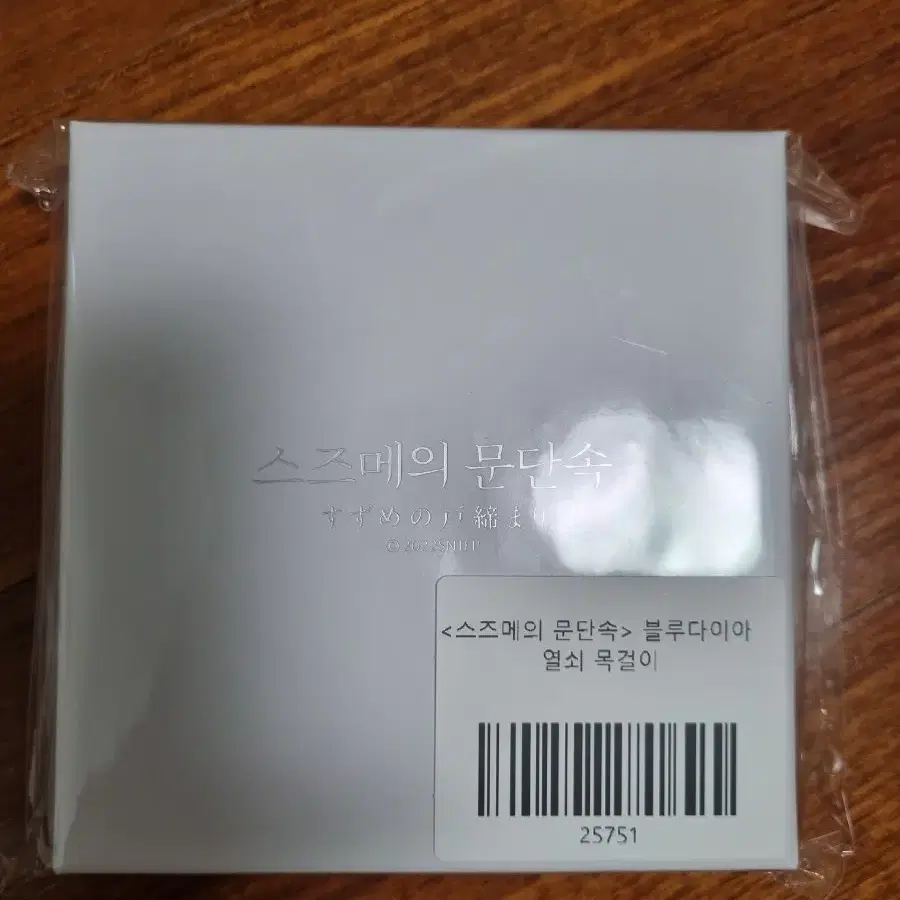 스즈메의 문단속
すずめの戸締まり
<스즈메의 문단속> 블루다이아
열쇠 목걸이
25751